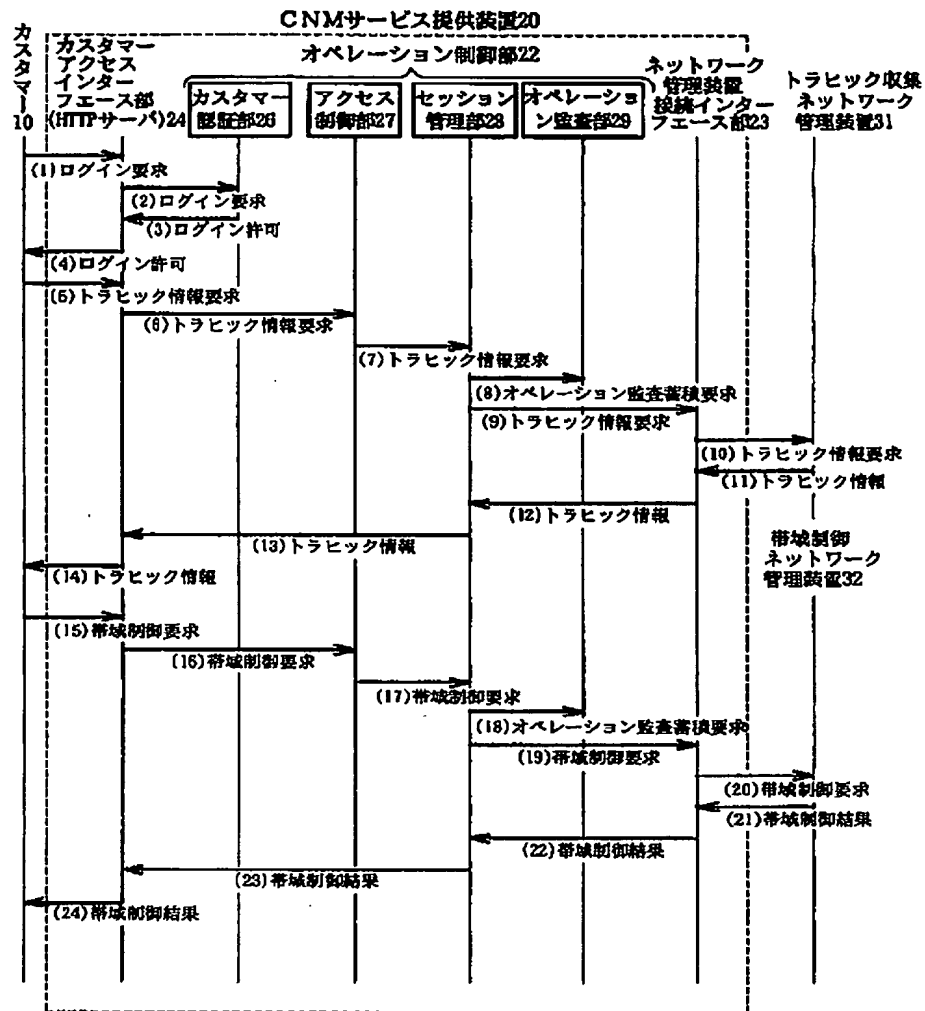 CNMサービス提供装置20
カスタマー10
カスタマー
アクセス
インター
フェース部
(HTTPサーバ)24
オペレーション制御部22
カスタマー
認証部26
アクセス
制御部27
セッション
管理部28
オペレーショ
ン監査部29
ネットワーク
管理装置
接続インター
フェース部23
トラヒック収集
ネットワーク
管理装置31
(1)ログイン要求
(2)ログイン要求
(3)ログイン許可
(4)ログイン許可
(5)トラヒック情報要求
(6)トラヒック情報要求
(7)トラヒック情報要求
(8)オペレーション監査蓄積要求
(9)トラヒック情報要求
(10)トラヒック情報要求
(11)トラヒック情報
(12)トラヒック情報
(13)トラヒック情報
(14)トラヒック情報
帯域制御
ネットワーク
管理装置32
(15)帯域制御要求
(16)帯域制御要求
(17)帯域制御要求
(18)オペレーション監査蓄積要求
(19)帯域制御要求
(20)帯域制御要求
(21)帯域制御結果
(22)帯域制御結果
(23)帯域制御結果
(24)帯域制御結果